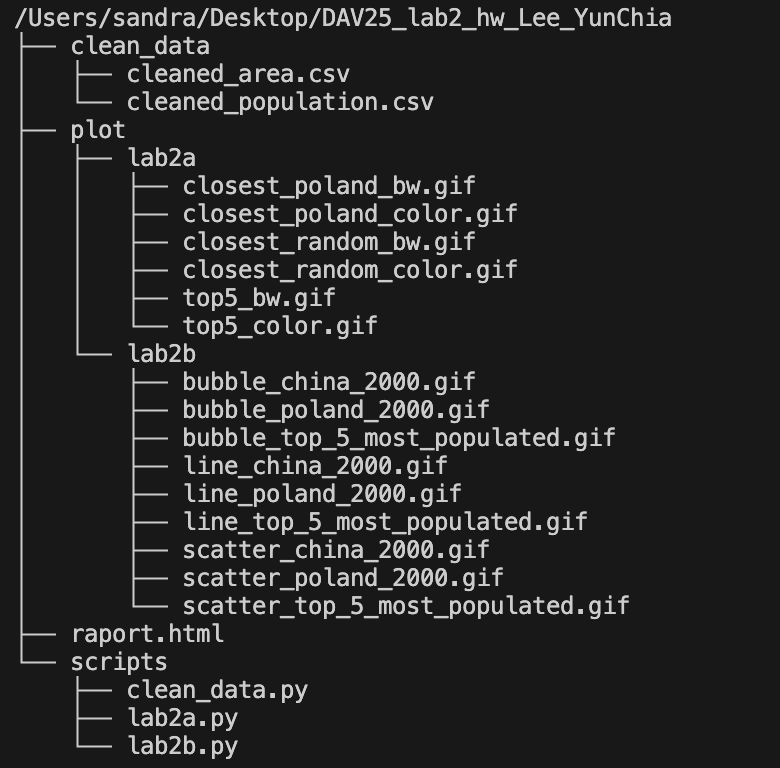 /Users/sandra/Desktop/DAV25_lab2_hw_Lee_YunChia
├── clean_data
│   ├── cleaned_area.csv
│   └── cleaned_population.csv
├── plot
│   ├── lab2a
│   │   ├── closest_poland_bw.gif
│   │   ├── closest_poland_color.gif
│   │   ├── closest_random_bw.gif
│   │   ├── closest_random_color.gif
│   │   ├── top5_bw.gif
│   │   └── top5_color.gif
│   └── lab2b
│       ├── bubble_china_2000.gif
│       ├── bubble_poland_2000.gif
│       ├── bubble_top_5_most_populated.gif
│       ├── line_china_2000.gif
│       ├── line_poland_2000.gif
│       ├── line_top_5_most_populated.gif
│       ├── scatter_china_2000.gif
│       ├── scatter_poland_2000.gif
│       └── scatter_top_5_most_populated.gif
├── raport.html
└── scripts
    ├── clean_data.py
    ├── lab2a.py
    └── lab2b.py